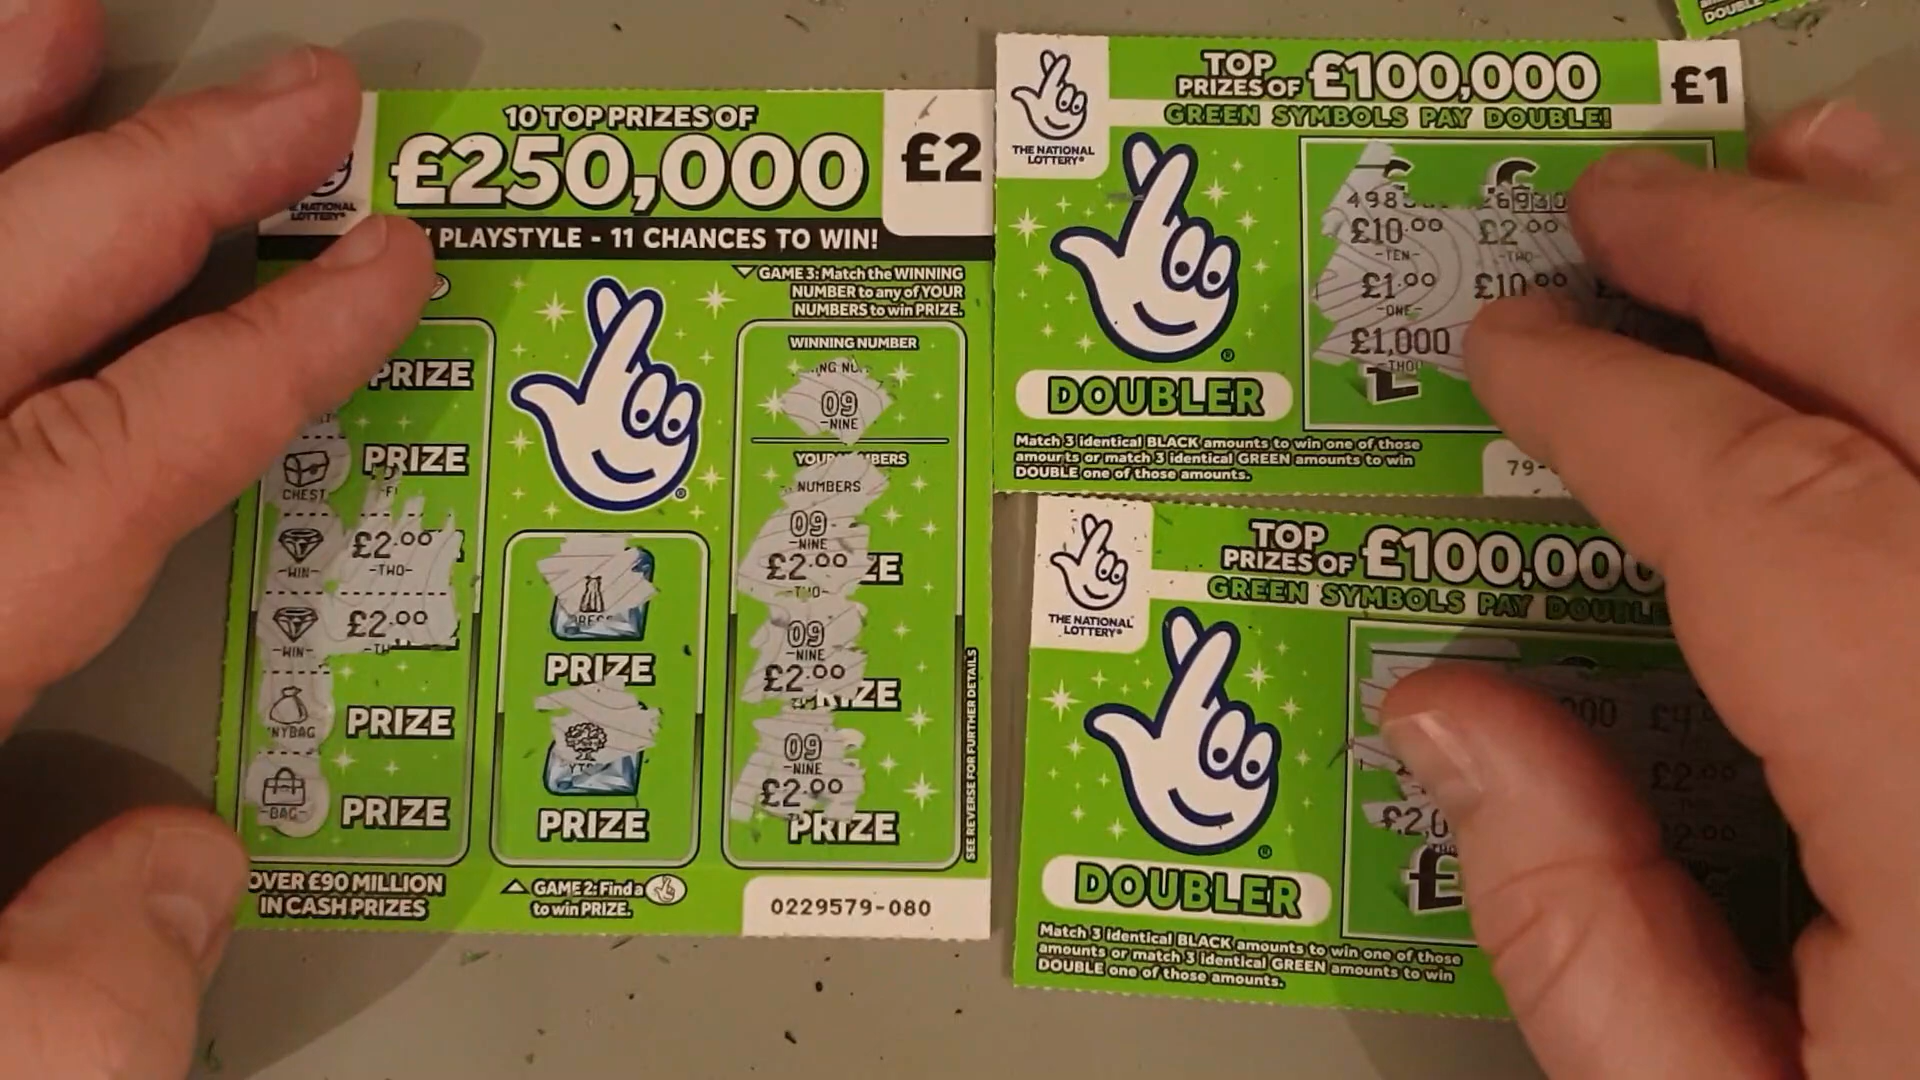 10 TOP PRIZES OF
£250,000
£2
NATIONAL
LOTTERY®
PLAYSTYLE - 11 CHANCES TO WIN!
GAME 3: Match the WINNING
NUMBER to any of YOUR
NUMBERS to win PRIZE.
PRIZE
PRIZE
CHEST
£2.00
-WIN-
-TWO-
£2.00
-WIN-
PRIZE
PRIZE
-BAG-
OVER £90 MILLION
IN CASH PRIZES
PRIZE
PRIZE
GAME 2: Find a
to win PRIZE.
WINNING NUMBER
09
-NINE
NUMBERS
09
NINE
£2.00
09
-NINE
£2.00
09
-NINE
£2.00
PRIZE
0229579-080
SEE REVERSE FOR FURTHER DETAILS
THE NATIONAL
LOTTERY®
TOP
PRIZES OF £100,000
£1
GREEN SYMBOLS PAY DOUBLE!
£10.00 £2.00
-TEN- -TWO-
£1.00 £10.00
-ONE-
£1,000
DOUBLER
Match 3 identical BLACK amounts to win one of those
amounts or match 3 identical GREEN amounts to win
DOUBLE one of those amounts.
THE NATIONAL
LOTTERY®
TOP
PRIZES OF £100,000
GREEN SYMBOLS PAY DOUBLE
£2.00
DOUBLER
Match 3 identical BLACK amounts to win one of those
amounts or match 3 identical GREEN amounts to win
DOUBLE one of those amounts.
DOUBLE